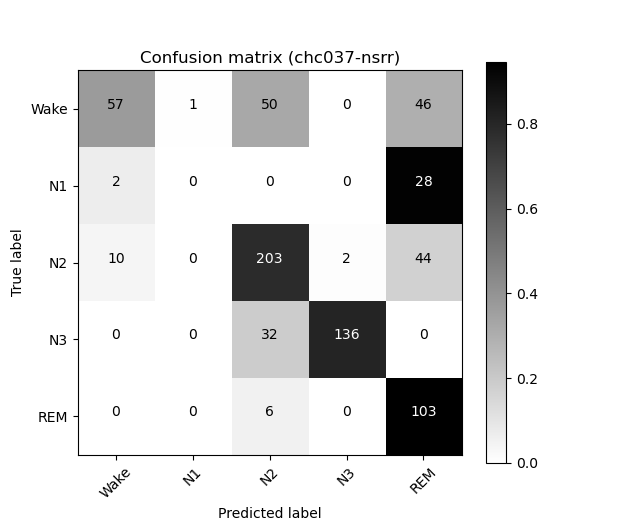 Confusion matrix (chc037-nsrr)
Wake 57 1 50 0 46
N1 2 0 0 0 28
N2 10 0 203 2 44
N3 0 0 32 136 0
REM 0 0 6 0 103
Wake N1 N2 N3 REM
Predicted label
True label
0.8
0.6
0.4
0.2
0.0